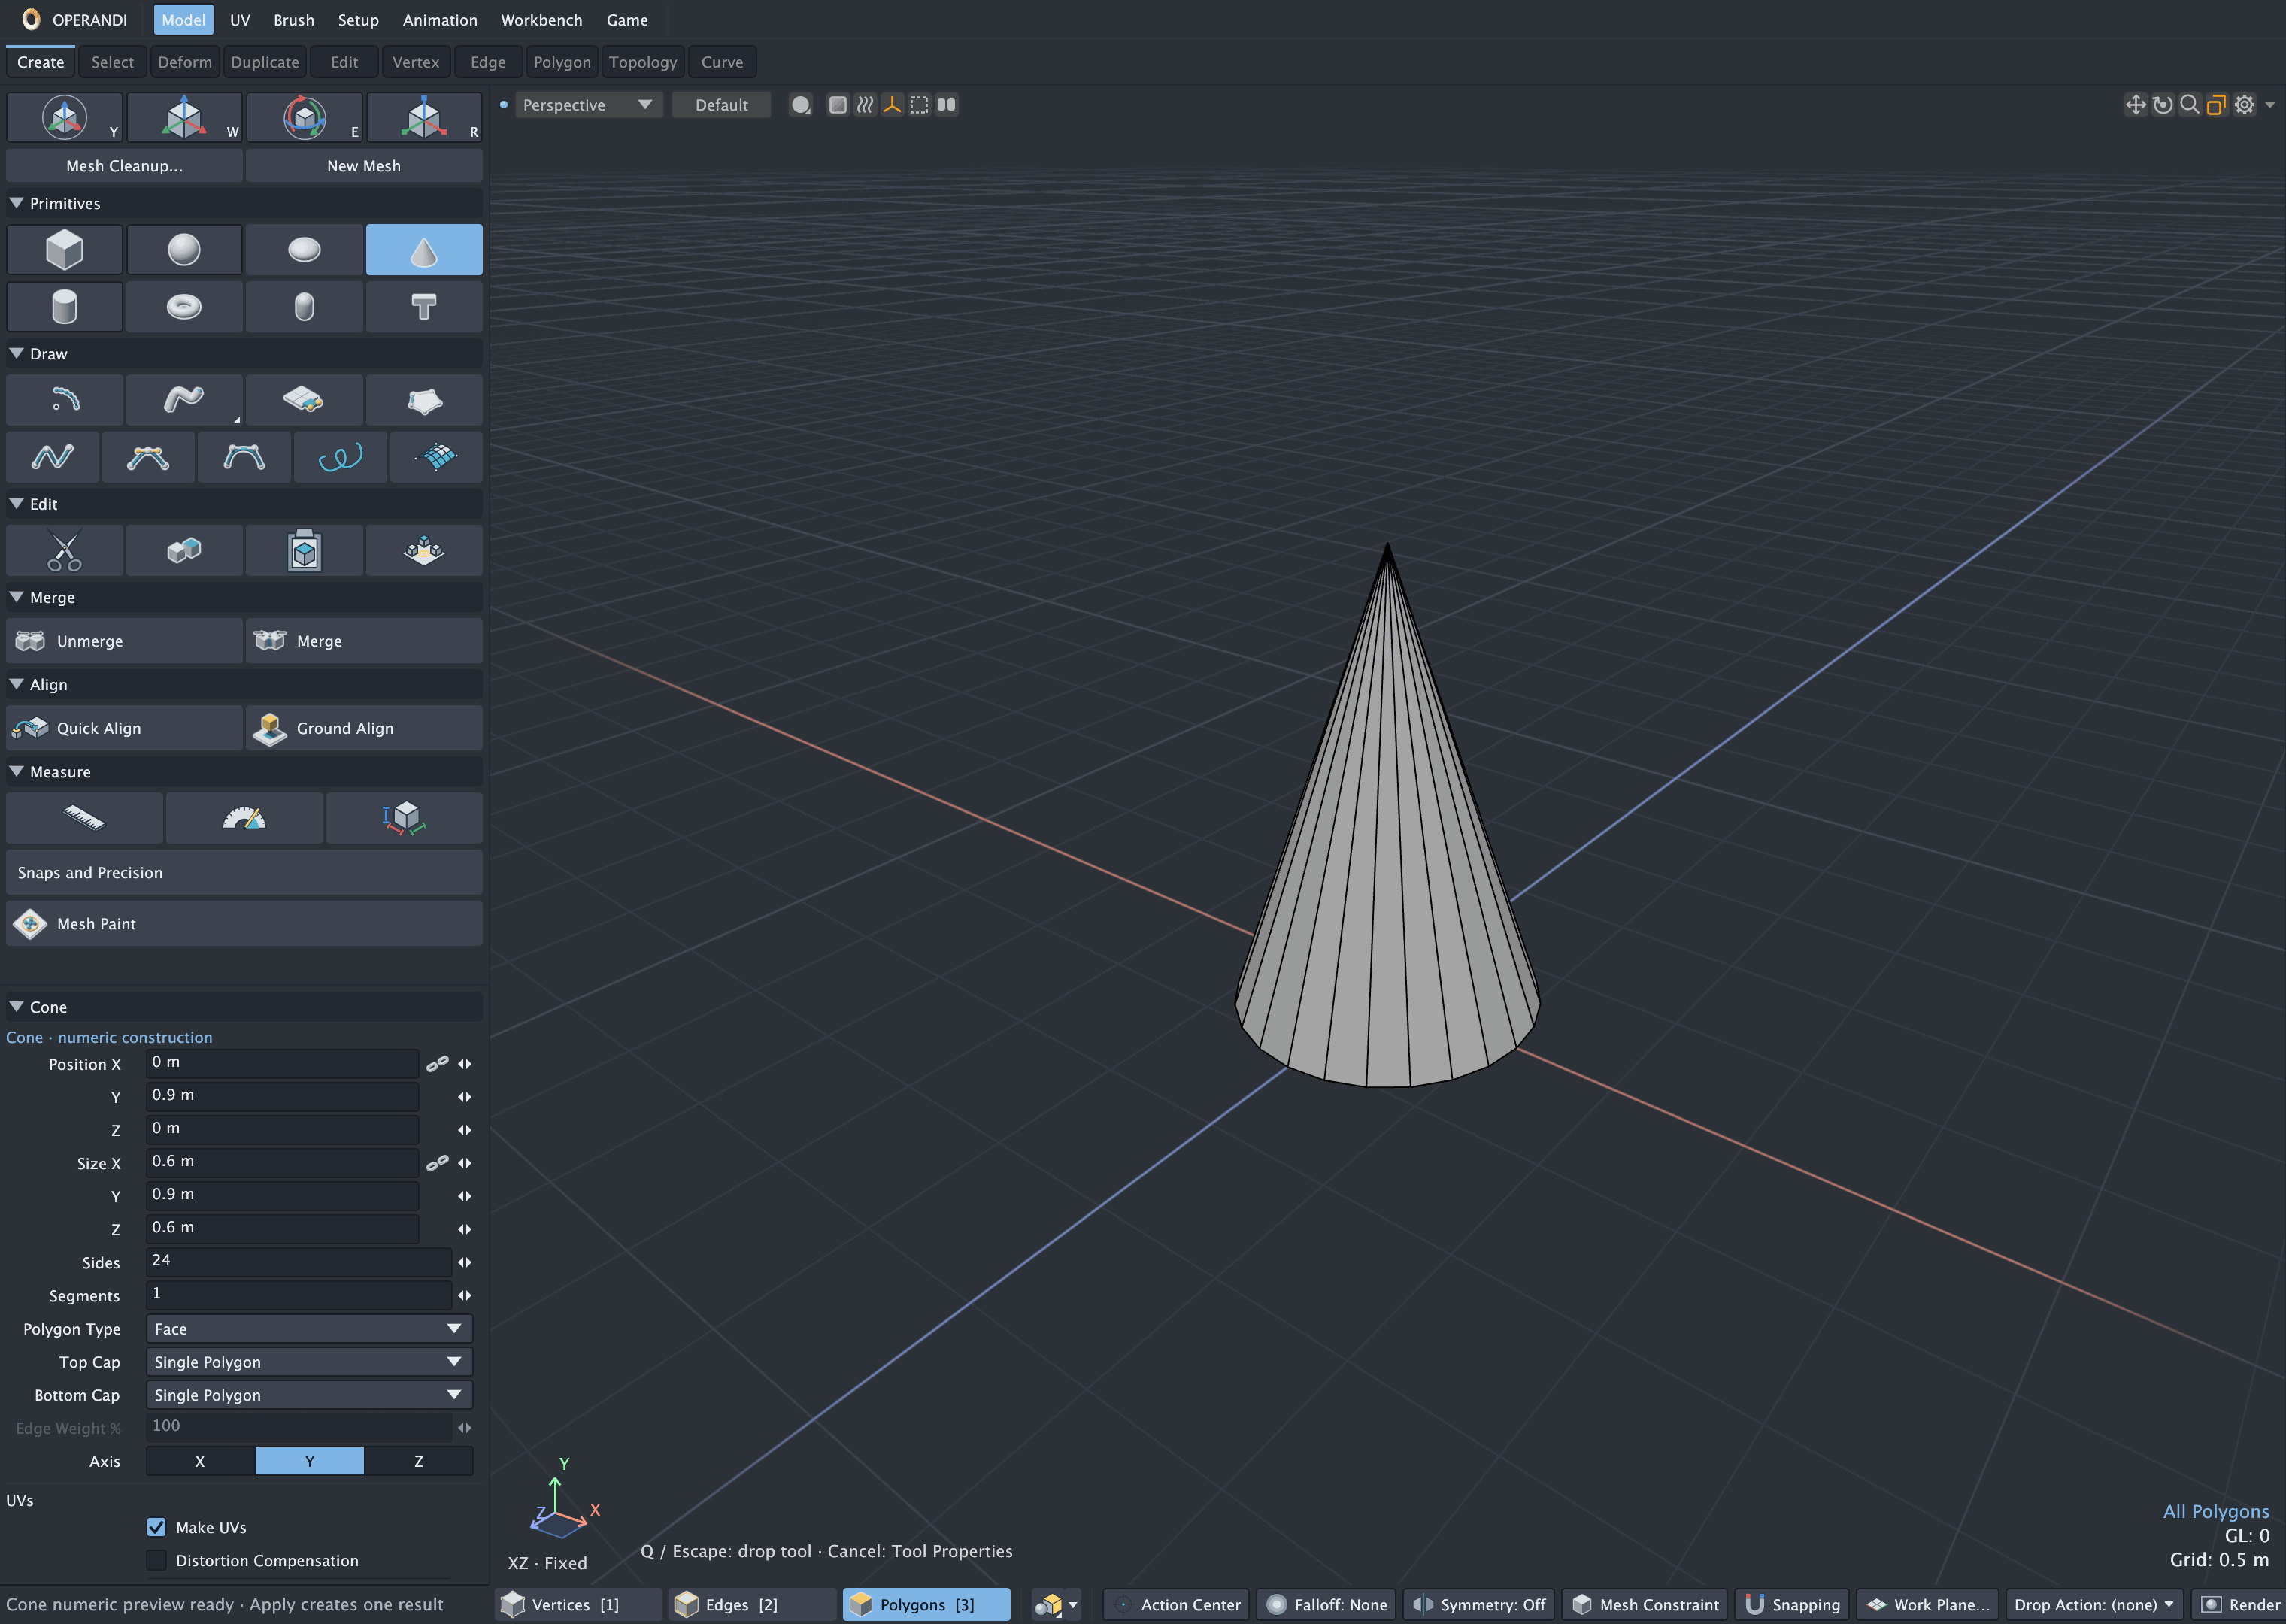 OPERANDI Model UV Brush Setup Animation Workbench Game
Create Select Deform Duplicate Edit Vertex Edge Polygon Topology Curve
Y W E R
Mesh Cleanup... New Mesh
Primitives
Draw
Edit
Merge
Unmerge Merge
Align
Quick Align Ground Align
Measure
Snaps and Precision
Mesh Paint
Cone
Cone · numeric construction
Position X 0 m
Y 0.9 m
Z 0 m
Size X 0.6 m
Y 0.9 m
Z 0.6 m
Sides 24
Segments 1
Polygon Type Face
Top Cap Single Polygon
Bottom Cap Single Polygon
Edge Weight % 100
Axis X Y Z
UVs
Make UVs
Distortion Compensation
Cone numeric preview ready · Apply creates one result
Perspective Default
Y
Z X
XZ · Fixed
Q / Escape: drop tool · Cancel: Tool Properties
All Polygons
GL: 0
Grid: 0.5 m
Vertices [1] Edges [2] Polygons [3] Action Center Falloff: None Symmetry: Off Mesh Constraint Snapping Work Plane... Drop Action: (none) Render